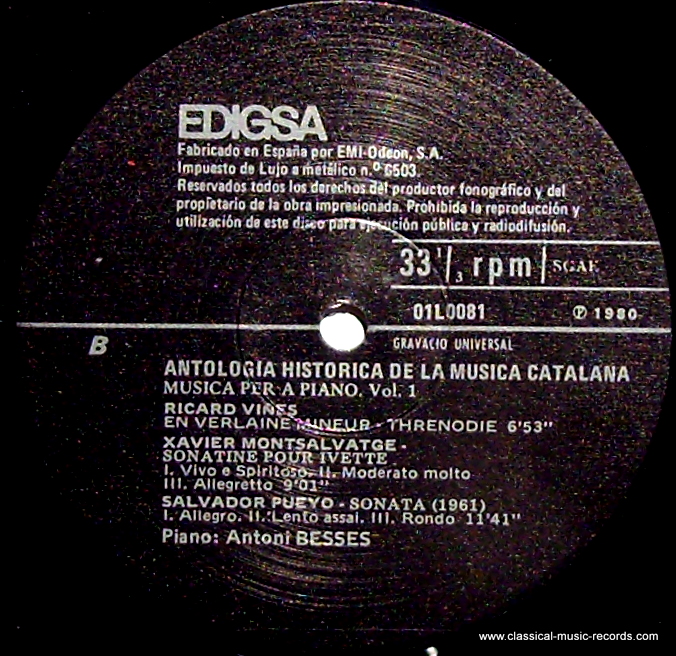 EDIGSA
Fabricado en España por EMI-Odeon, S.A.
Impuesto de Lujo a metálico n.º 6503.
Reservados todos los derechos del productor fonográfico y del
propietario de la obra impresionada. Prohibida la reproducción y
utilización de este disco para ejecución pública y radiodifusión.
33 1/3 rpm SGAE
01L0081 ℗ 1980
B
GRAVACIO UNIVERSAL
ANTOLOGIA HISTORICA DE LA MUSICA CATALANA
MUSICA PER A PIANO. Vol. 1
RICARD VIÑES
EN VERLAINE MINEUR - THRENODIE 6'53"
XAVIER MONTSALVATGE -
SONATINE POUR IVETTE
I. Vivo e Spiritoso. II. Moderato molto
III. Allegretto 9'01"
SALVADOR PUEYO - SONATA (1961)
I. Allegro. II. Lento assai. III. Rondo 11'41"
Piano: Antoni BESSES
www.classical-music-records.com